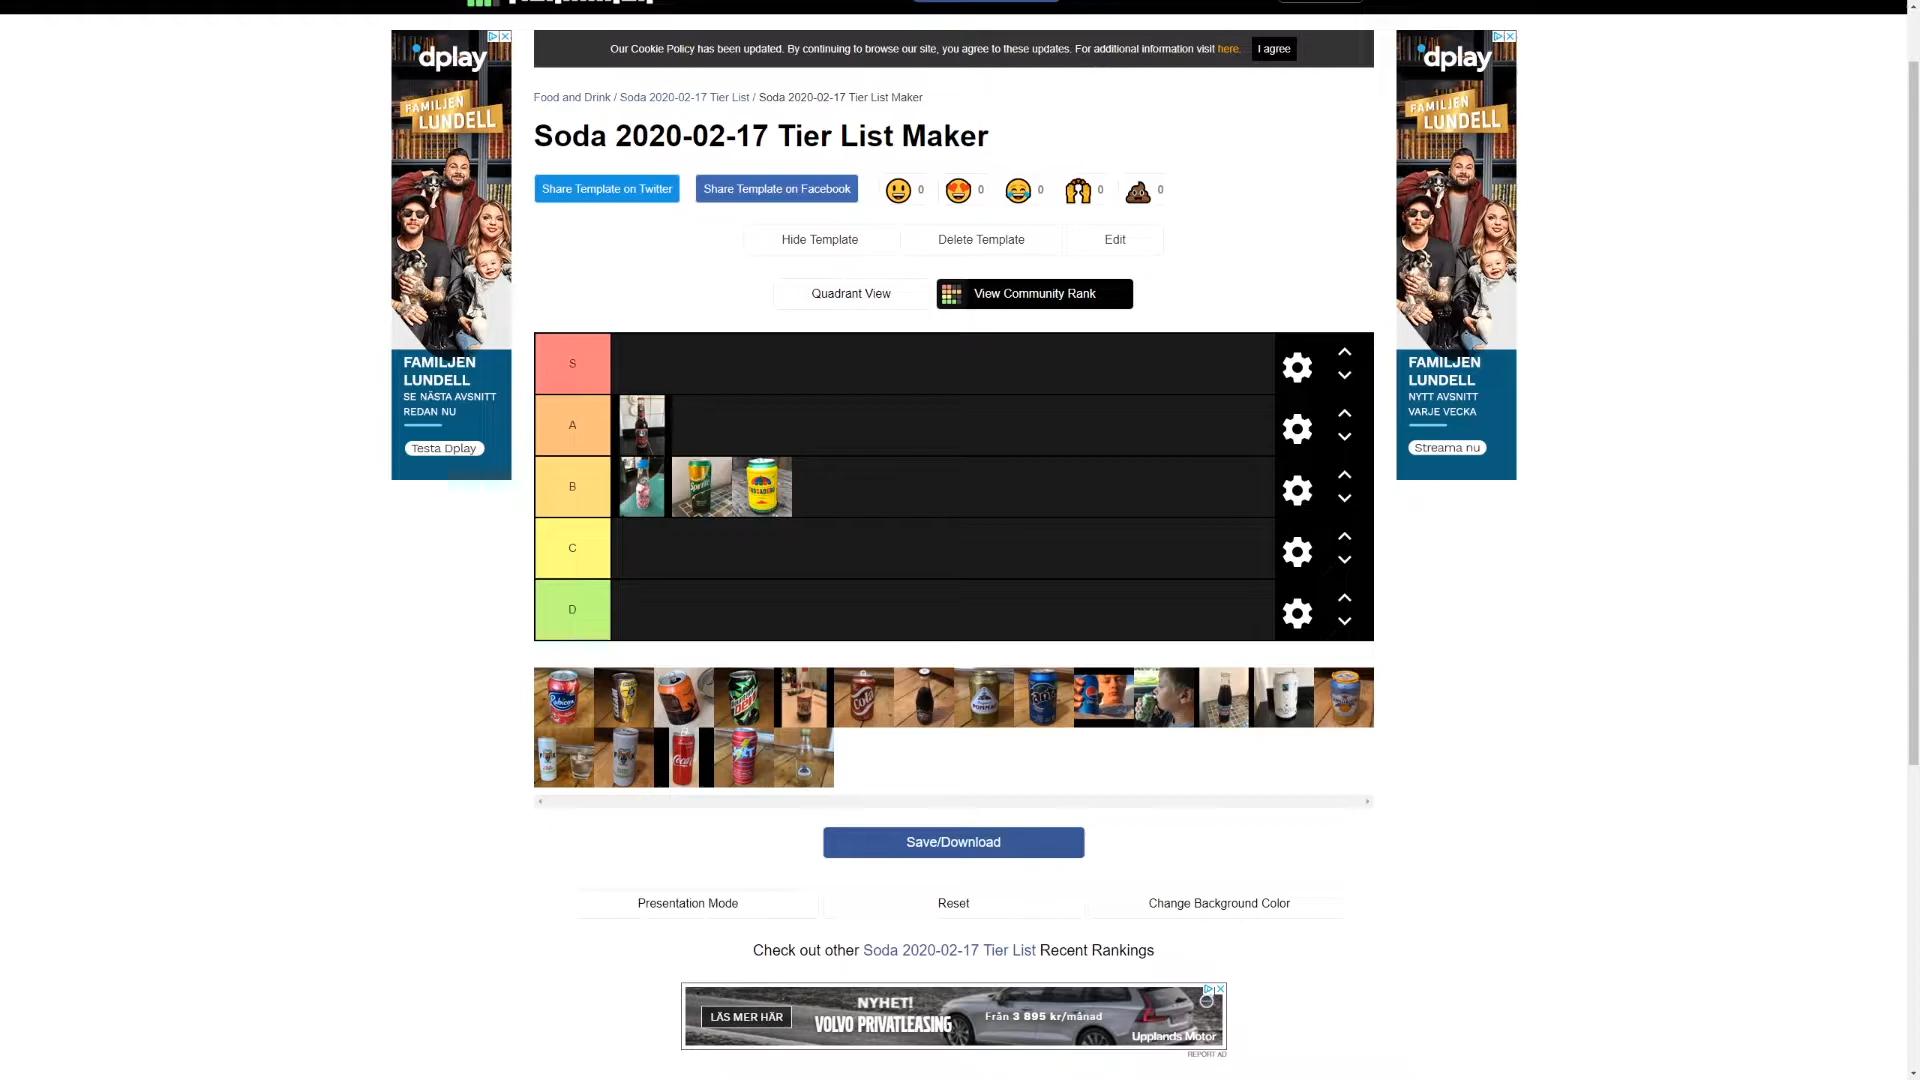 dplay
FAMILJEN
LUNDELL
FAMILJEN
LUNDELL
SE NÄSTA AVSNITT
REDAN NU
Testa Dplay
Our Cookie Policy has been updated. By continuing to browse our site, you agree to these updates. For additional information visit here.
I agree
Food and Drink / Soda 2020-02-17 Tier List / Soda 2020-02-17 Tier List Maker
Soda 2020-02-17 Tier List Maker
Share Template on Twitter
Share Template on Facebook
0
0
0
0
0
Hide Template
Delete Template
Edit
Quadrant View
View Community Rank
S
A
B
Sprite
C
D
Rubicon
Cola
POMMAC
JOLT
Save/Download
Presentation Mode
Reset
Change Background Color
Check out other Soda 2020-02-17 Tier List Recent Rankings
LÄS MER HÄR
NYHET!
VOLVO PRIVATLEASING
Från 3 895 kr/månad
Upplands Motor
REPORT AD
dplay
FAMILJEN
LUNDELL
FAMILJEN
LUNDELL
NYTT AVSNITT
VARJE VECKA
Streama nu